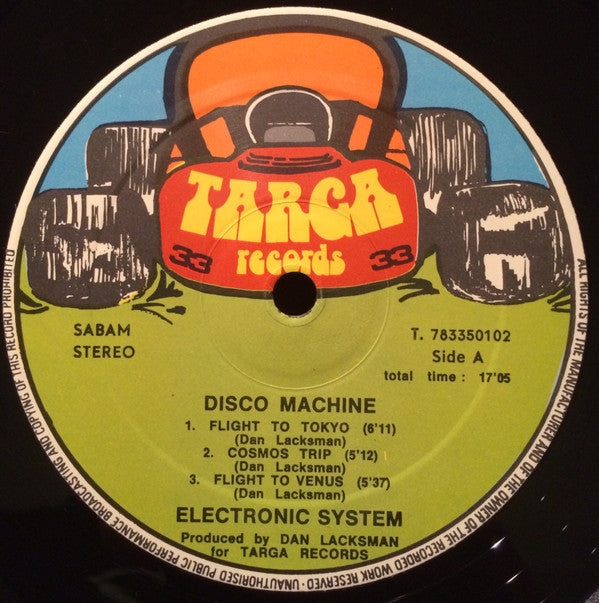 TARGA
33 records 33
SABAM
STEREO
T. 783350102
Side A
total time : 17'05
DISCO MACHINE
1. FLIGHT TO TOKYO (6'11)
(Dan Lacksman)
2. COSMOS TRIP (5'12)
(Dan Lacksman)
3. FLIGHT TO VENUS (5'37)
(Dan Lacksman)
ELECTRONIC SYSTEM
Produced by DAN LACKSMAN
for TARGA RECORDS
ALL RIGHTS OF THE MANUFACTURER AND OF THE OWNER OF THE RECORDED WORK RESERVED · UNAUTHORISED PUBLIC PERFORMANCE BROADCASTING AND COPYING OF THIS RECORD PROHIBITED